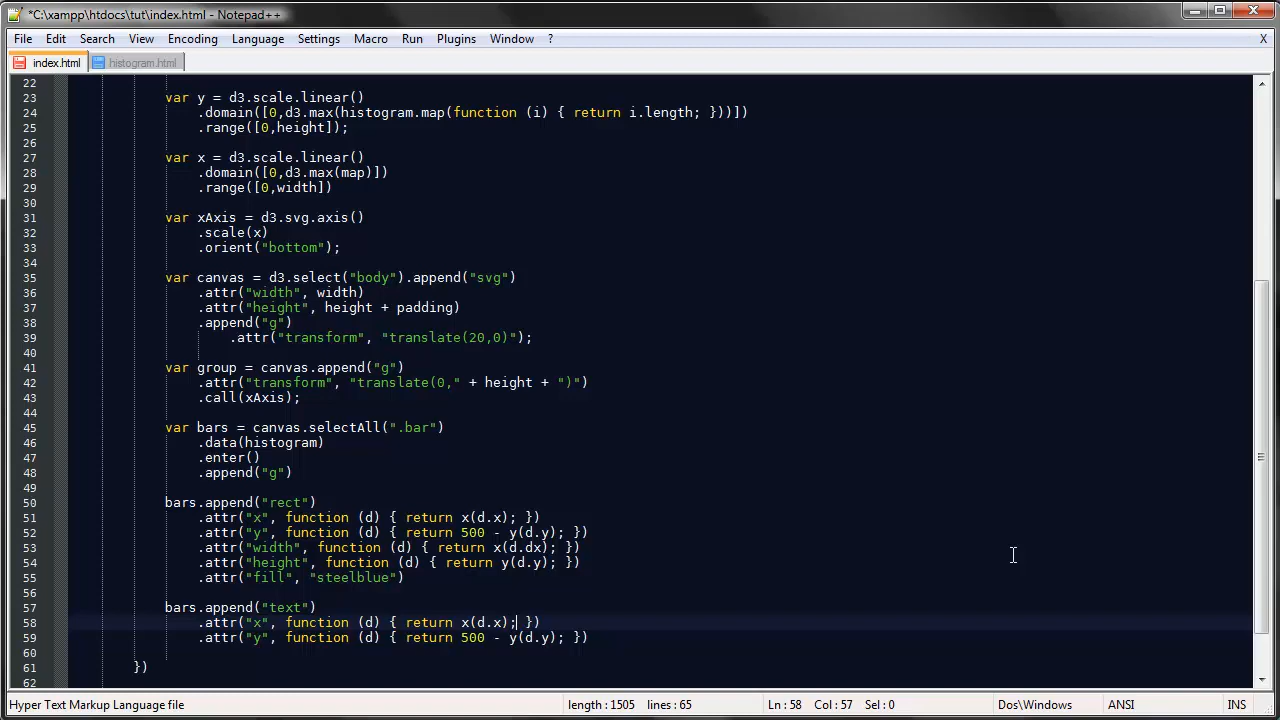 *C:\xampp\htdocs\tut\index.html - Notepad++
File Edit Search View Encoding Language Settings Macro Run Plugins Window ? X
index.html histogram.html
22
23 var y = d3.scale.linear()
24 .domain([0,d3.max(histogram.map(function (i) { return i.length; }))])
25 .range([0,height]);
26
27 var x = d3.scale.linear()
28 .domain([0,d3.max(map)])
29 .range([0,width])
30
31 var xAxis = d3.svg.axis()
32 .scale(x)
33 .orient("bottom");
34
35 var canvas = d3.select("body").append("svg")
36 .attr("width", width)
37 .attr("height", height + padding)
38 .append("g")
39 .attr("transform", "translate(20,0)");
40
41 var group = canvas.append("g")
42 .attr("transform", "translate(0," + height + ")")
43 .call(xAxis);
44
45 var bars = canvas.selectAll(".bar")
46 .data(histogram)
47 .enter()
48 .append("g")
49
50 bars.append("rect")
51 .attr("x", function (d) { return x(d.x); })
52 .attr("y", function (d) { return 500 - y(d.y); })
53 .attr("width", function (d) { return x(d.dx); })
54 .attr("height", function (d) { return y(d.y); })
55 .attr("fill", "steelblue")
56
57 bars.append("text")
58 .attr("x", function (d) { return x(d.x); })
59 .attr("y", function (d) { return 500 - y(d.y); })
60
61 })
62
Hyper Text Markup Language file length : 1505 lines : 65 Ln : 58 Col : 57 Sel : 0 Dos\Windows ANSI INS